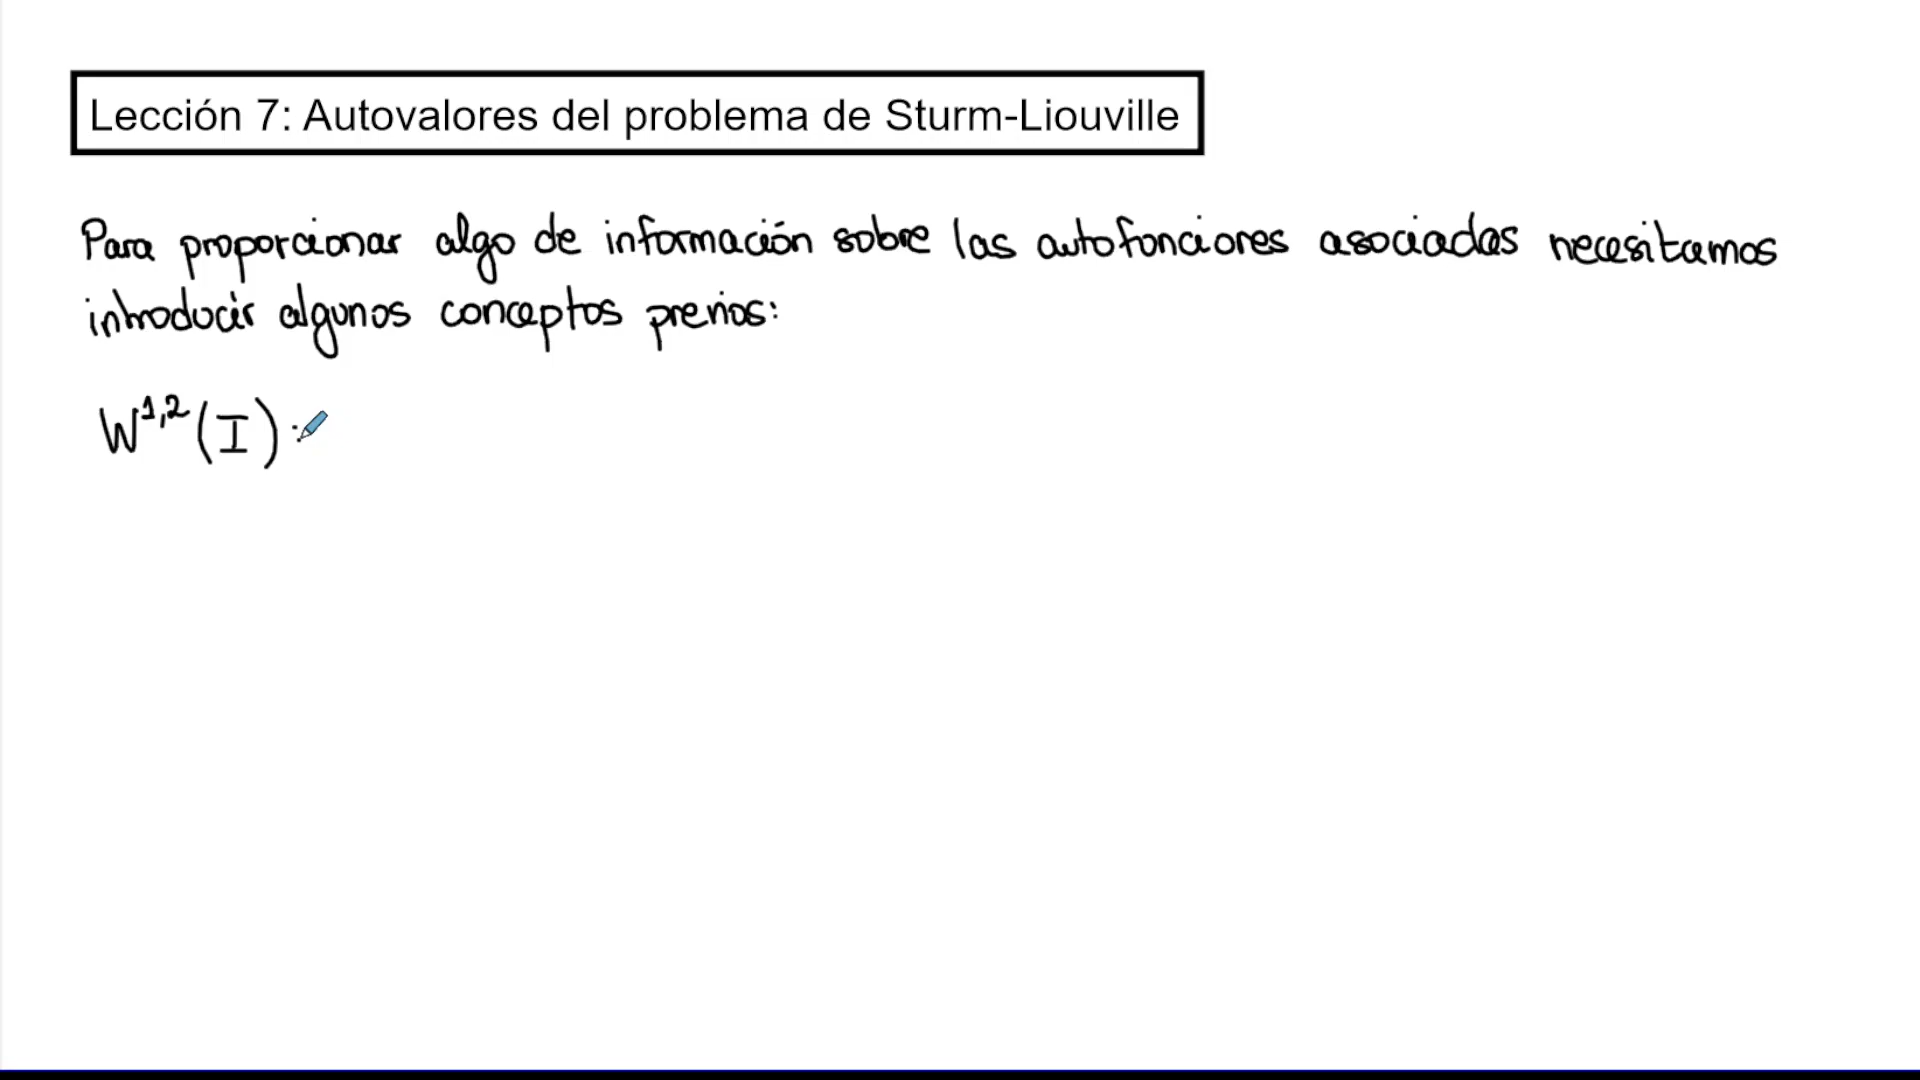 Lección 7: Autovalores del problema de Sturm-Liouville
Para proporcionar algo de información sobre las autofunciones asociadas necesitamos
introducir algunos conceptos previos:
W^{1,2}(I):